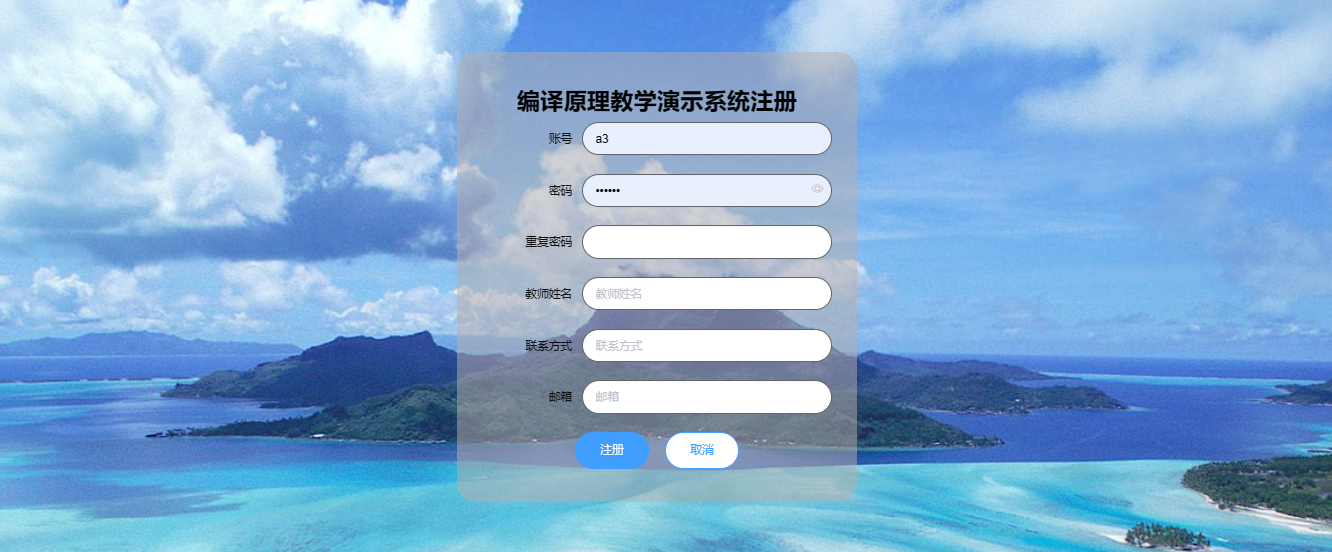 编译原理教学演示系统注册
账号 a3
密码 ••••••
重复密码
教师姓名 教师姓名
联系方式 联系方式
邮箱 邮箱
注册 取消